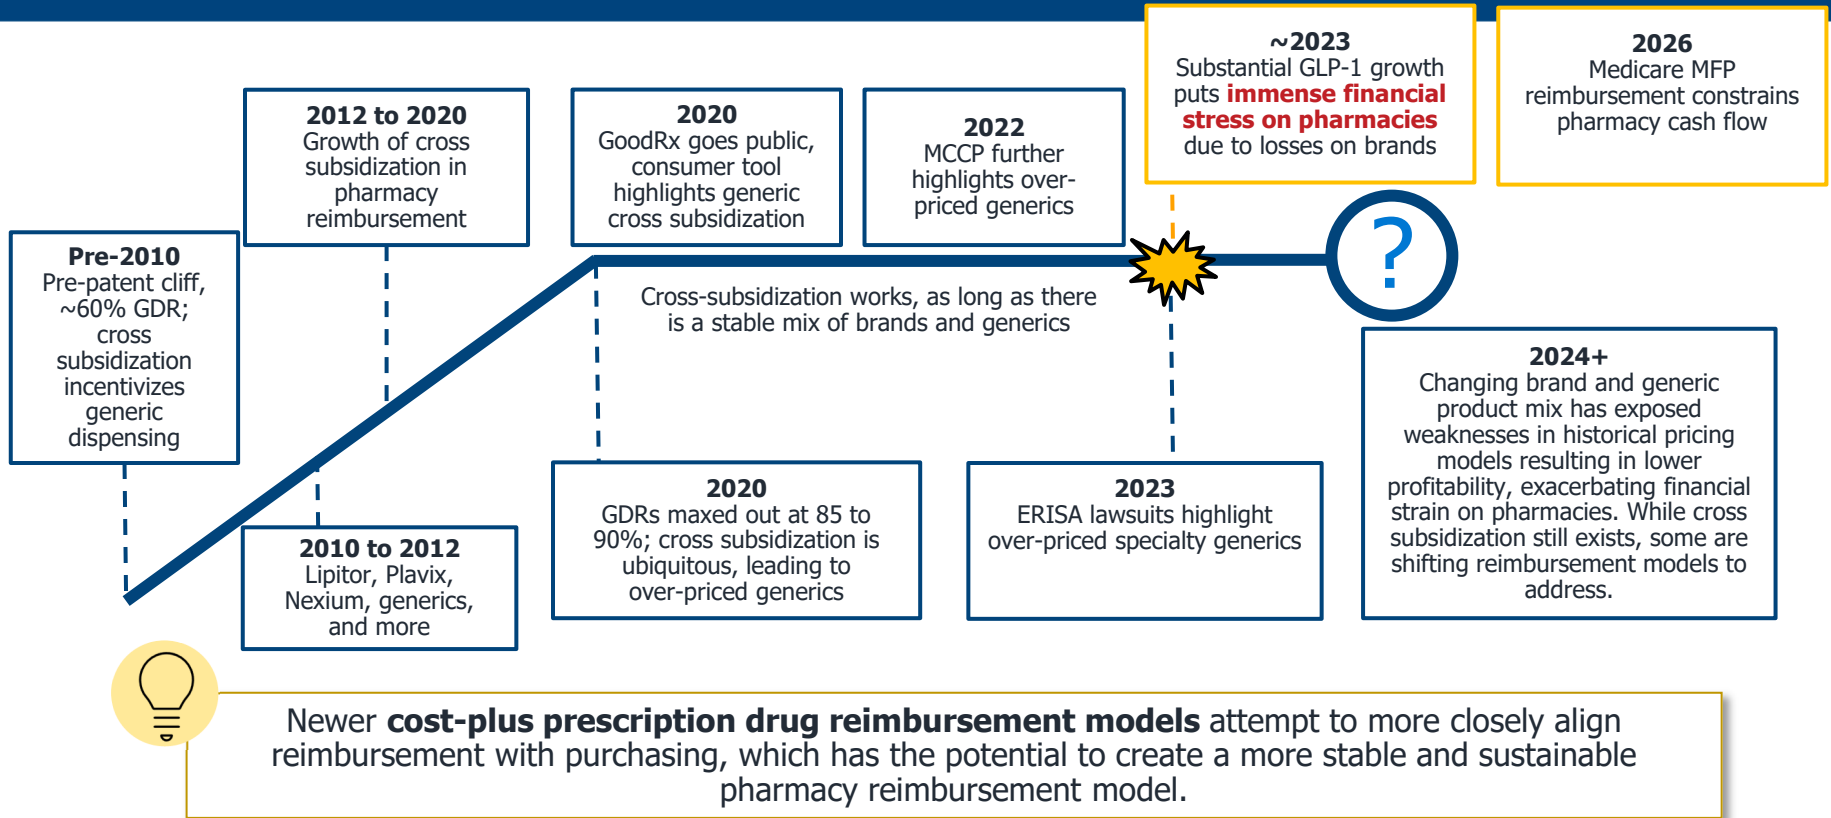 Pre-2010
Pre-patent cliff,
~60% GDR;
cross
subsidization
incentivizes
generic
dispensing
2012 to 2020
Growth of cross
subsidization in
pharmacy
reimbursement
2010 to 2012
Lipitor, Plavix,
Nexium, generics,
and more
2020
GoodRx goes public,
consumer tool
highlights generic
cross subsidization
2020
GDRs maxed out at 85 to
90%; cross subsidization is
ubiquitous, leading to
over-priced generics
Cross-subsidization works, as long as there
is a stable mix of brands and generics
2022
MCCP further
highlights over-
priced generics
~2023
Substantial GLP-1 growth
puts immense financial
stress on pharmacies
due to losses on brands
2023
ERISA lawsuits highlight
over-priced specialty generics
2026
Medicare MFP
reimbursement constrains
pharmacy cash flow
?
2024+
Changing brand and generic
product mix has exposed
weaknesses in historical pricing
models resulting in lower
profitability, exacerbating financial
strain on pharmacies. While cross
subsidization still exists, some are
shifting reimbursement models to
address.
Newer cost-plus prescription drug reimbursement models attempt to more closely align
reimbursement with purchasing, which has the potential to create a more stable and sustainable
pharmacy reimbursement model.